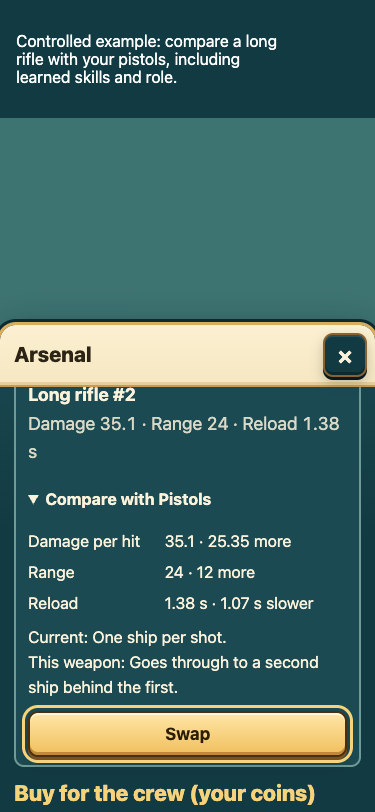 Controlled example: compare a long
rifle with your pistols, including
learned skills and role.
Arsenal
×
Long rifle #2
Damage 35.1 · Range 24 · Reload 1.38
s
▼ Compare with Pistols
Damage per hit 35.1 · 25.35 more
Range 24 · 12 more
Reload 1.38 s · 1.07 s slower
Current: One ship per shot.
This weapon: Goes through to a second
ship behind the first.
Swap
Buy for the crew (your coins)